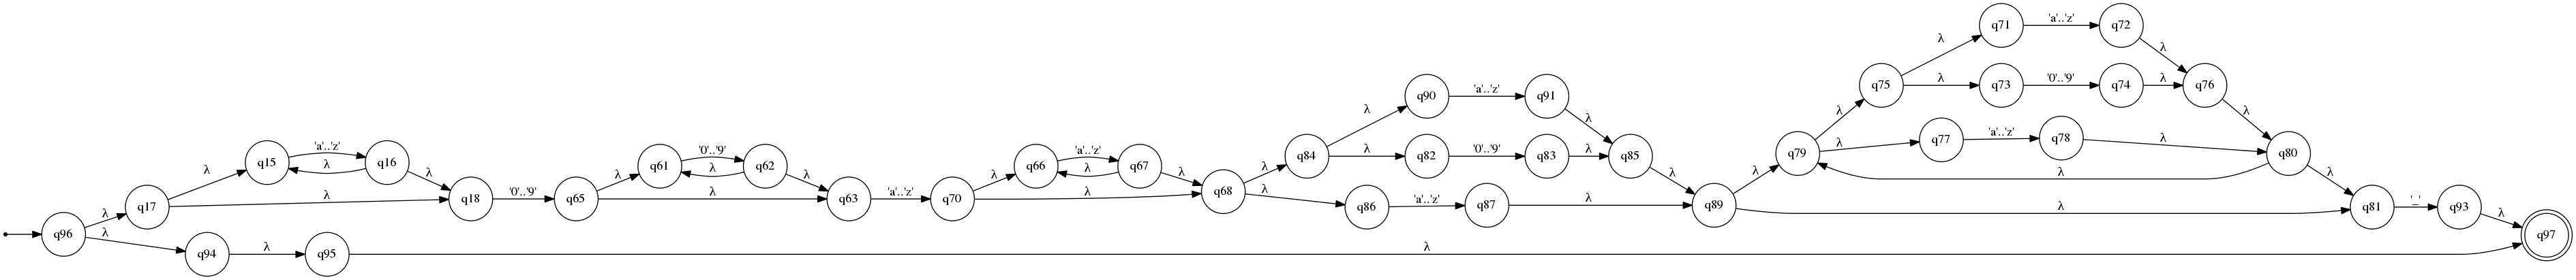 q71 'a'..'z' q72
λ λ
q90 'a'..'z' q91 q75 λ q73 '0'..'9' q74 λ q76
λ λ λ λ
q15 'a'..'z' λ q16 q61 '0'..'9' λ q62 q66 'a'..'z' λ q67 q84 λ q82 '0'..'9' q83 λ q85 q79 λ q77 'a'..'z' q78 λ q80
λ λ λ λ λ λ λ λ λ λ λ
q17 λ q18 '0'..'9' q65 λ q63 'a'..'z' q70 λ q68 λ q86 'a'..'z' q87 λ q89 λ q81 '_' q93
λ λ
q96 λ q97
q94 λ q95 λ